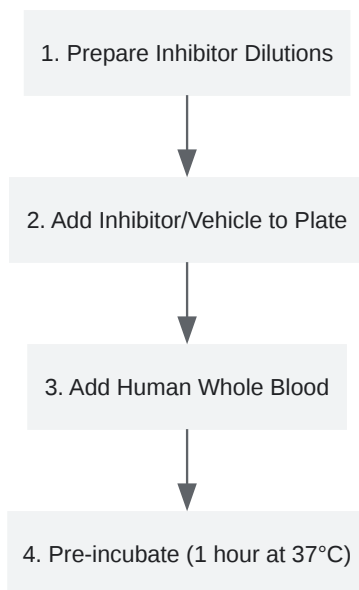 1. Prepare Inhibitor Dilutions
2. Add Inhibitor/Vehicle to Plate
3. Add Human Whole Blood
4. Pre-incubate (1 hour at 37°C)